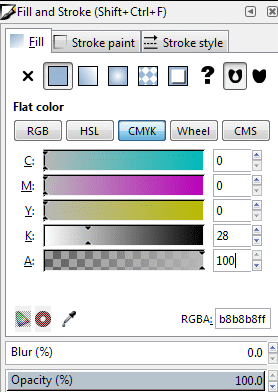 Fill and Stroke (Shift+Ctrl+F)
Fill Stroke paint Stroke style
?
Flat color
RGB HSL CMYK Wheel CMS
C: 0
M: 0
Y: 0
K: 28
A: 100
RGBA: b8b8b8ff
Blur (%) 0.0
Opacity (%) 100.0